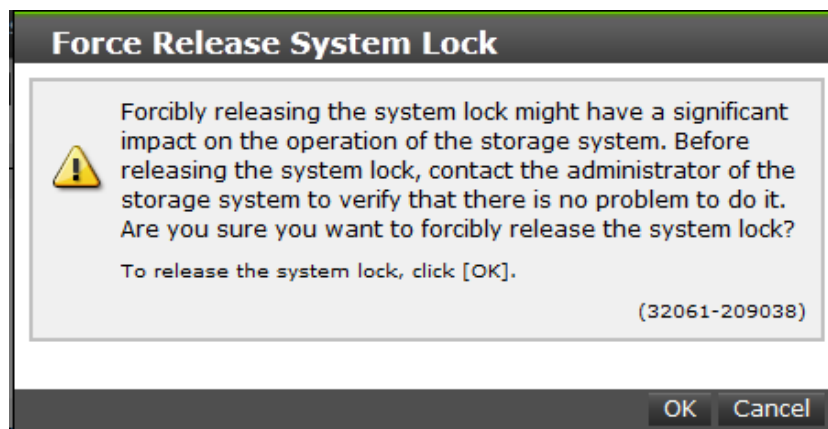 Force Release System Lock
Forcibly releasing the system lock might have a significant
impact on the operation of the storage system. Before
releasing the system lock, contact the administrator of the
storage system to verify that there is no problem to do it.
Are you sure you want to forcibly release the system lock?
To release the system lock, click [OK].
(32061-209038)
OK Cancel